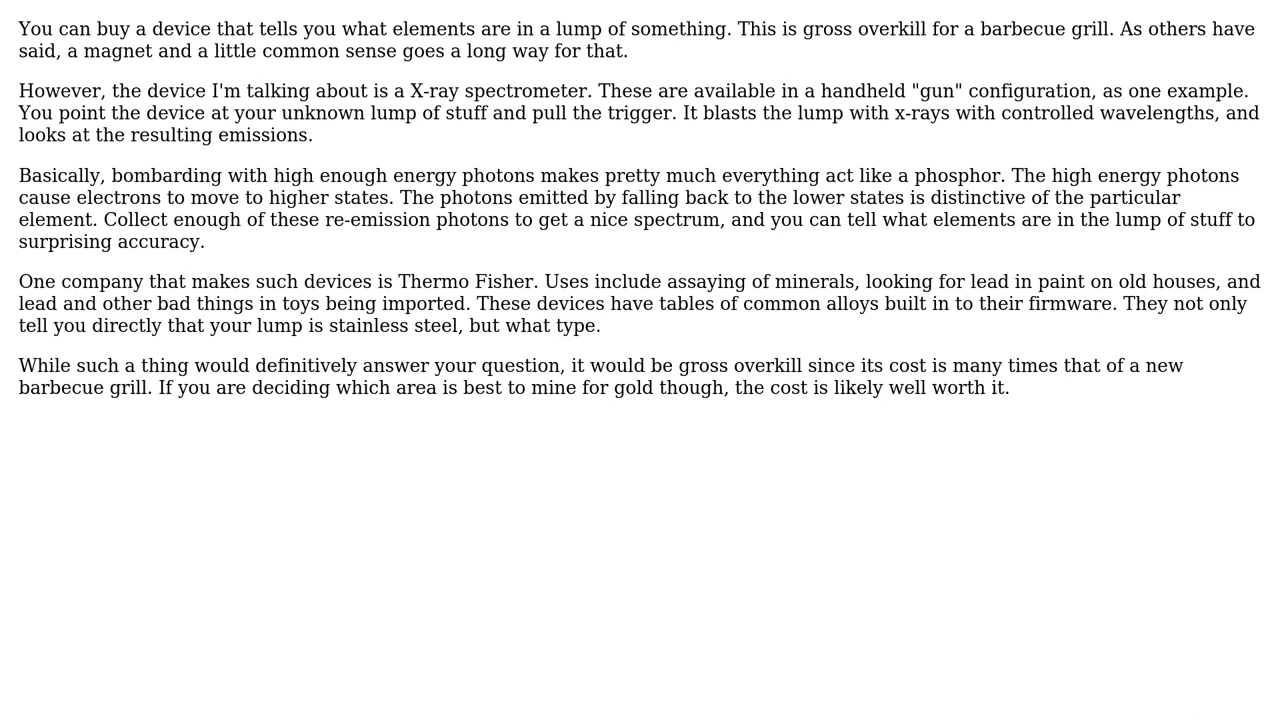 You can buy a device that tells you what elements are in a lump of something. This is gross overkill for a barbecue grill. As others have
said, a magnet and a little common sense goes a long way for that.
However, the device I'm talking about is a X-ray spectrometer. These are available in a handheld "gun" configuration, as one example.
You point the device at your unknown lump of stuff and pull the trigger. It blasts the lump with x-rays with controlled wavelengths, and
looks at the resulting emissions.
Basically, bombarding with high enough energy photons makes pretty much everything act like a phosphor. The high energy photons
cause electrons to move to higher states. The photons emitted by falling back to the lower states is distinctive of the particular
element. Collect enough of these re-emission photons to get a nice spectrum, and you can tell what elements are in the lump of stuff to
surprising accuracy.
One company that makes such devices is Thermo Fisher. Uses include assaying of minerals, looking for lead in paint on old houses, and
lead and other bad things in toys being imported. These devices have tables of common alloys built in to their firmware. They not only
tell you directly that your lump is stainless steel, but what type.
While such a thing would definitively answer your question, it would be gross overkill since its cost is many times that of a new
barbecue grill. If you are deciding which area is best to mine for gold though, the cost is likely well worth it.